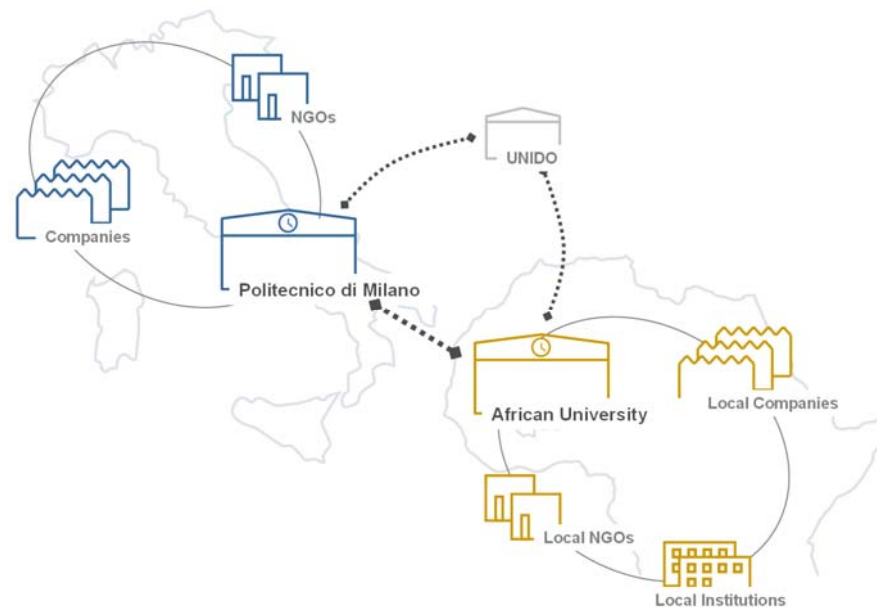 NGOs
UNIDO
Companies
Politecnico di Milano
African University
Local Companies
Local NGOs
Local Institutions